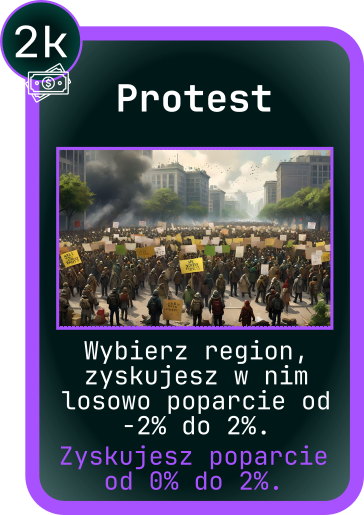 2k
Protest
Wybierz region,
zyskujesz w nim
losowo poparcie od
-2% do 2%.
Zyskujesz poparcie
od 0% do 2%.